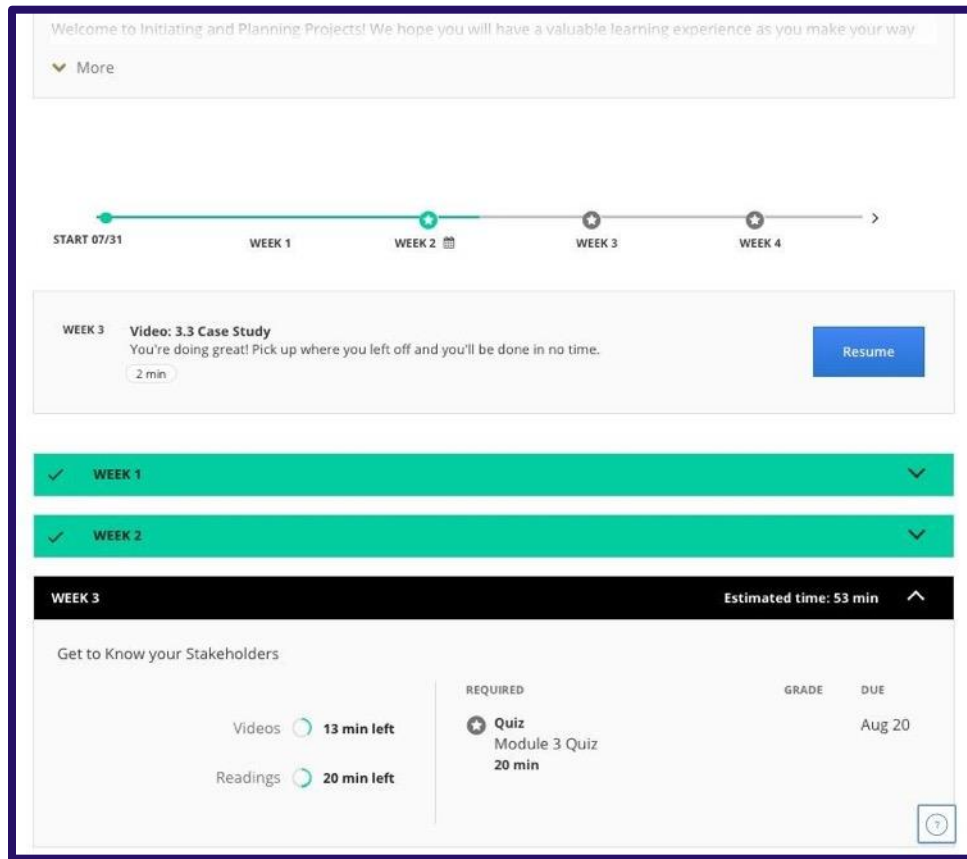 Welcome to Initiating and Planning Projects! We hope you will have a valuable learning experience as you make your way
More
START 07/31
WEEK 1
WEEK 2
WEEK 3
WEEK 4
WEEK 3
Video: 3.3 Case Study
You're doing great! Pick up where you left off and you'll be done in no time.
2 min
Resume
WEEK 1
WEEK 2
WEEK 3
Estimated time: 53 min
Get to Know your Stakeholders
REQUIRED
GRADE
DUE
Videos
13 min left
Quiz
Aug 20
Module 3 Quiz
20 min
Readings
20 min left
?